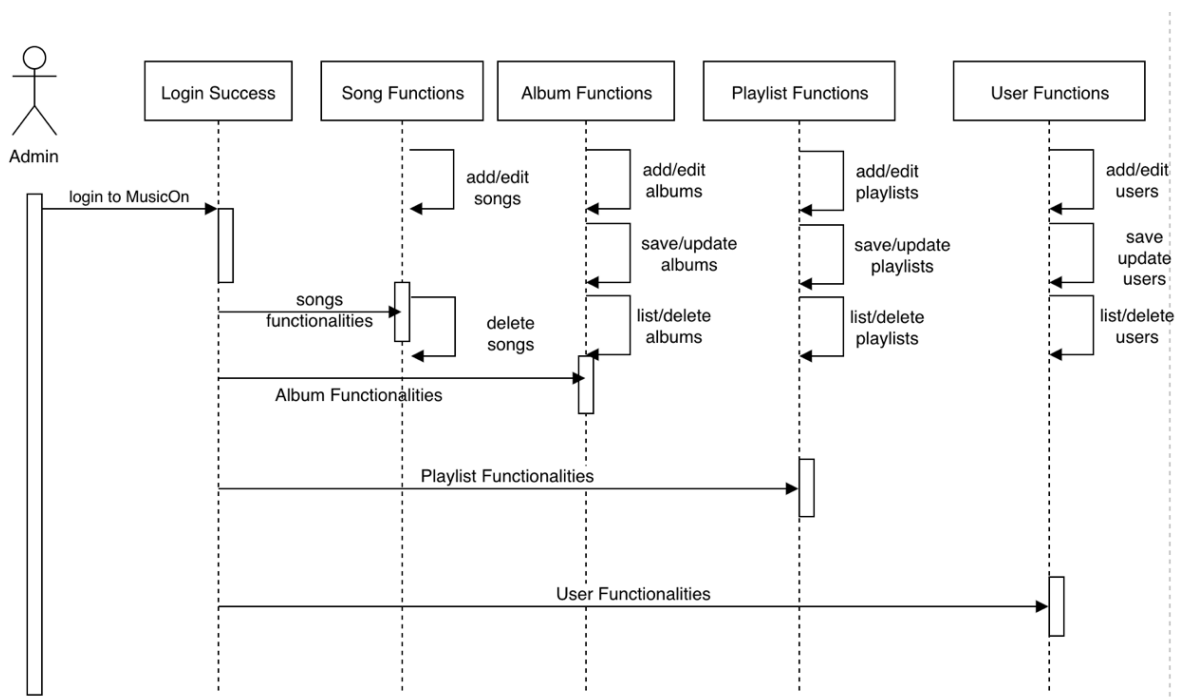 Login Success
Song Functions
Album Functions
Playlist Functions
User Functions
Admin
add/edit
songs
add/edit
albums
add/edit
playlists
add/edit
users
login to MusicOn
save/update
albums
save/update
playlists
save
update
users
songs
functionalities
delete
songs
list/delete
albums
list/delete
playlists
list/delete
users
Album Functionalities
Playlist Functionalities
User Functionalities